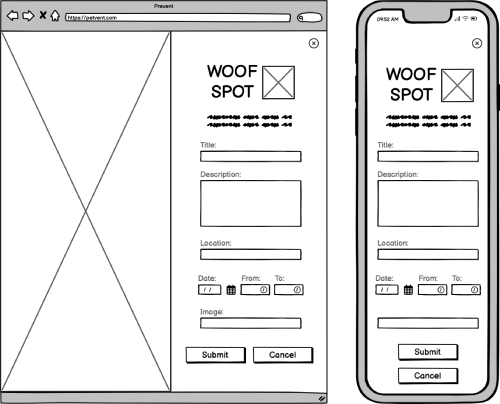 Prevent
https://petvent.com
WOOF
SPOT
Title:
Description:
Location:
Date: From: To:
/ /
Image:
Submit Cancel
09:52 AM
WOOF
SPOT
Title:
Description:
Location:
Date: From: To:
/ /
Submit
Cancel